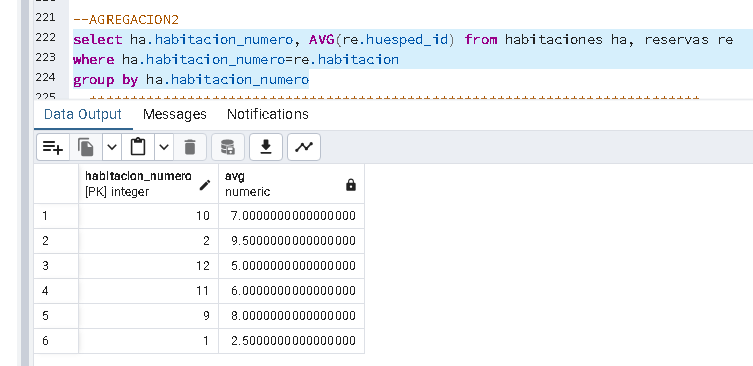 221 --AGREGACION2
222 select ha.habitacion_numero, AVG(re.huesped_id) from habitaciones ha, reservas re
223 where ha.habitacion_numero=re.habitacion
224 group by ha.habitacion_numero
225
Data Output Messages Notifications
habitacion_numero avg
[PK] integer numeric
1 10 7.0000000000000000
2 2 9.5000000000000000
3 12 5.0000000000000000
4 11 6.0000000000000000
5 9 8.0000000000000000
6 1 2.5000000000000000